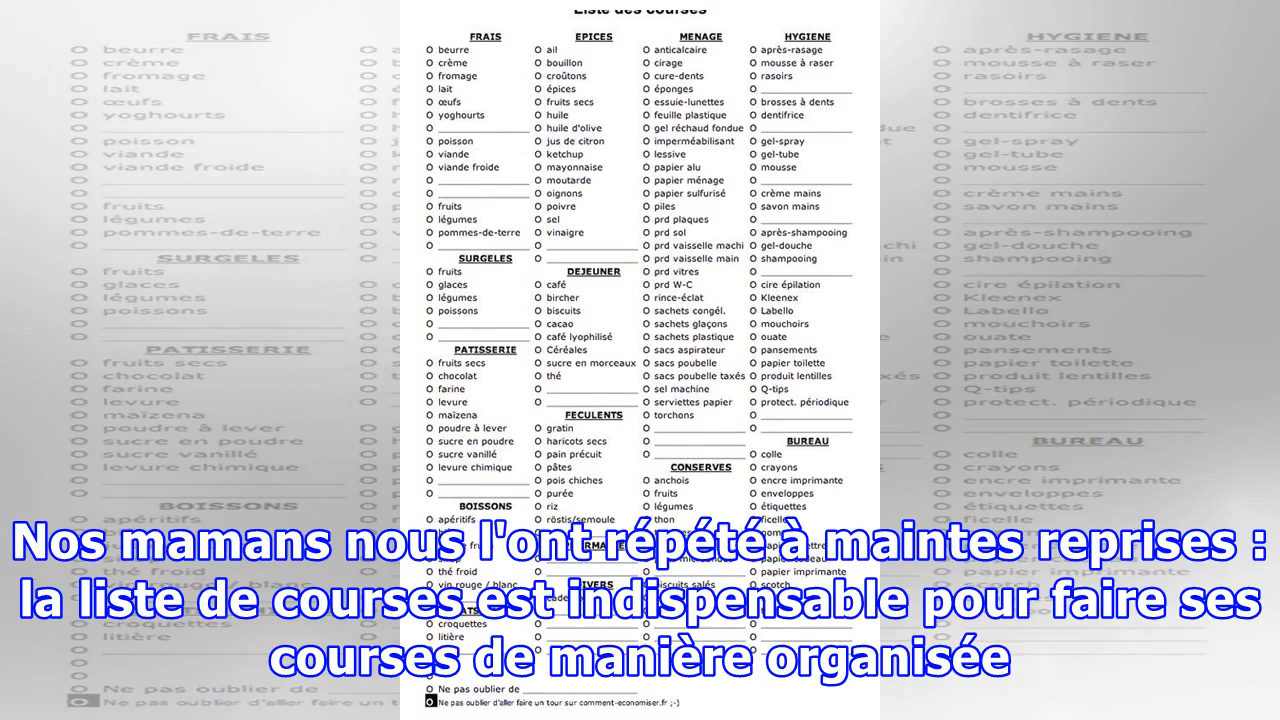 Liste des courses
FRAIS
O beurre
O crème
O fromage
O lait
O œufs
O yoghourts
O
O poisson
O viande
O viande froide
O
O
O fruits
O légumes
O pommes-de-terre
O
SURGELES
O fruits
O glaces
O légumes
O poissons
O
O
PATISSERIE
O fruits secs
O chocolat
O farine
O levure
O maïzena
O poudre à lever
O sucre en poudre
O sucre vanillé
O levure chimique
O
O
BOISSONS
O apéritifs
O thé froid
O vin rouge / blanc
O croquettes
O litière
O
O
O Ne pas oublier de
O Ne pas oublier d'aller faire un tour sur comment-economiser.fr ;-)
EPICES
O ail
O bouillon
O croûtons
O épices
O fruits secs
O huile
O huile d'olive
O jus de citron
O ketchup
O mayonnaise
O moutarde
O oignons
O poivre
O sel
O vinaigre
O
O
DEJEUNER
O café
O bircher
O biscuits
O cacao
O café lyophilisé
O Céréales
O sucre en morceaux
O thé
O
O
FECULENTS
O gratin
O haricots secs
O pain précuit
O pâtes
O pois chiches
O purée
O riz
O röstis/semoule
MENAGE
O anticalcaire
O cirage
O cure-dents
O éponges
O essuie-lunettes
O feuille plastique
O gel réchaud fondue
O imperméabilisant
O lessive
O papier alu
O papier ménage
O papier sulfurisé
O piles
O prd plaques
O prd sol
O prd vaisselle machi
O prd vaisselle main
O prd vitres
O prd W-C
O rince-éclat
O sachets congél.
O sachets glaçons
O sachets plastique
O sacs aspirateur
O sacs poubelle
O sacs poubelle taxés
O sel machine
O serviettes papier
O torchons
O
O
O
CONSERVES
O anchois
O fruits
O légumes
O thon
O biscuits salés
HYGIENE
O après-rasage
O mousse à raser
O rasoirs
O
O brosses à dents
O dentifrice
O
O gel-spray
O gel-tube
O mousse
O
O crème mains
O savon mains
O
O après-shampooing
O gel-douche
O shampooing
O
O cire épilation
O Kleenex
O Labello
O mouchoirs
O ouate
O pansements
O papier toilette
O produit lentilles
O Q-tips
O protect. périodique
O
O
BUREAU
O colle
O crayons
O encre imprimante
O enveloppes
O étiquettes
O ficelle
O papier imprimante
O scotch
Nos mamans nous l'ont répété à maintes reprises :
la liste de courses est indispensable pour faire ses
courses de manière organisée